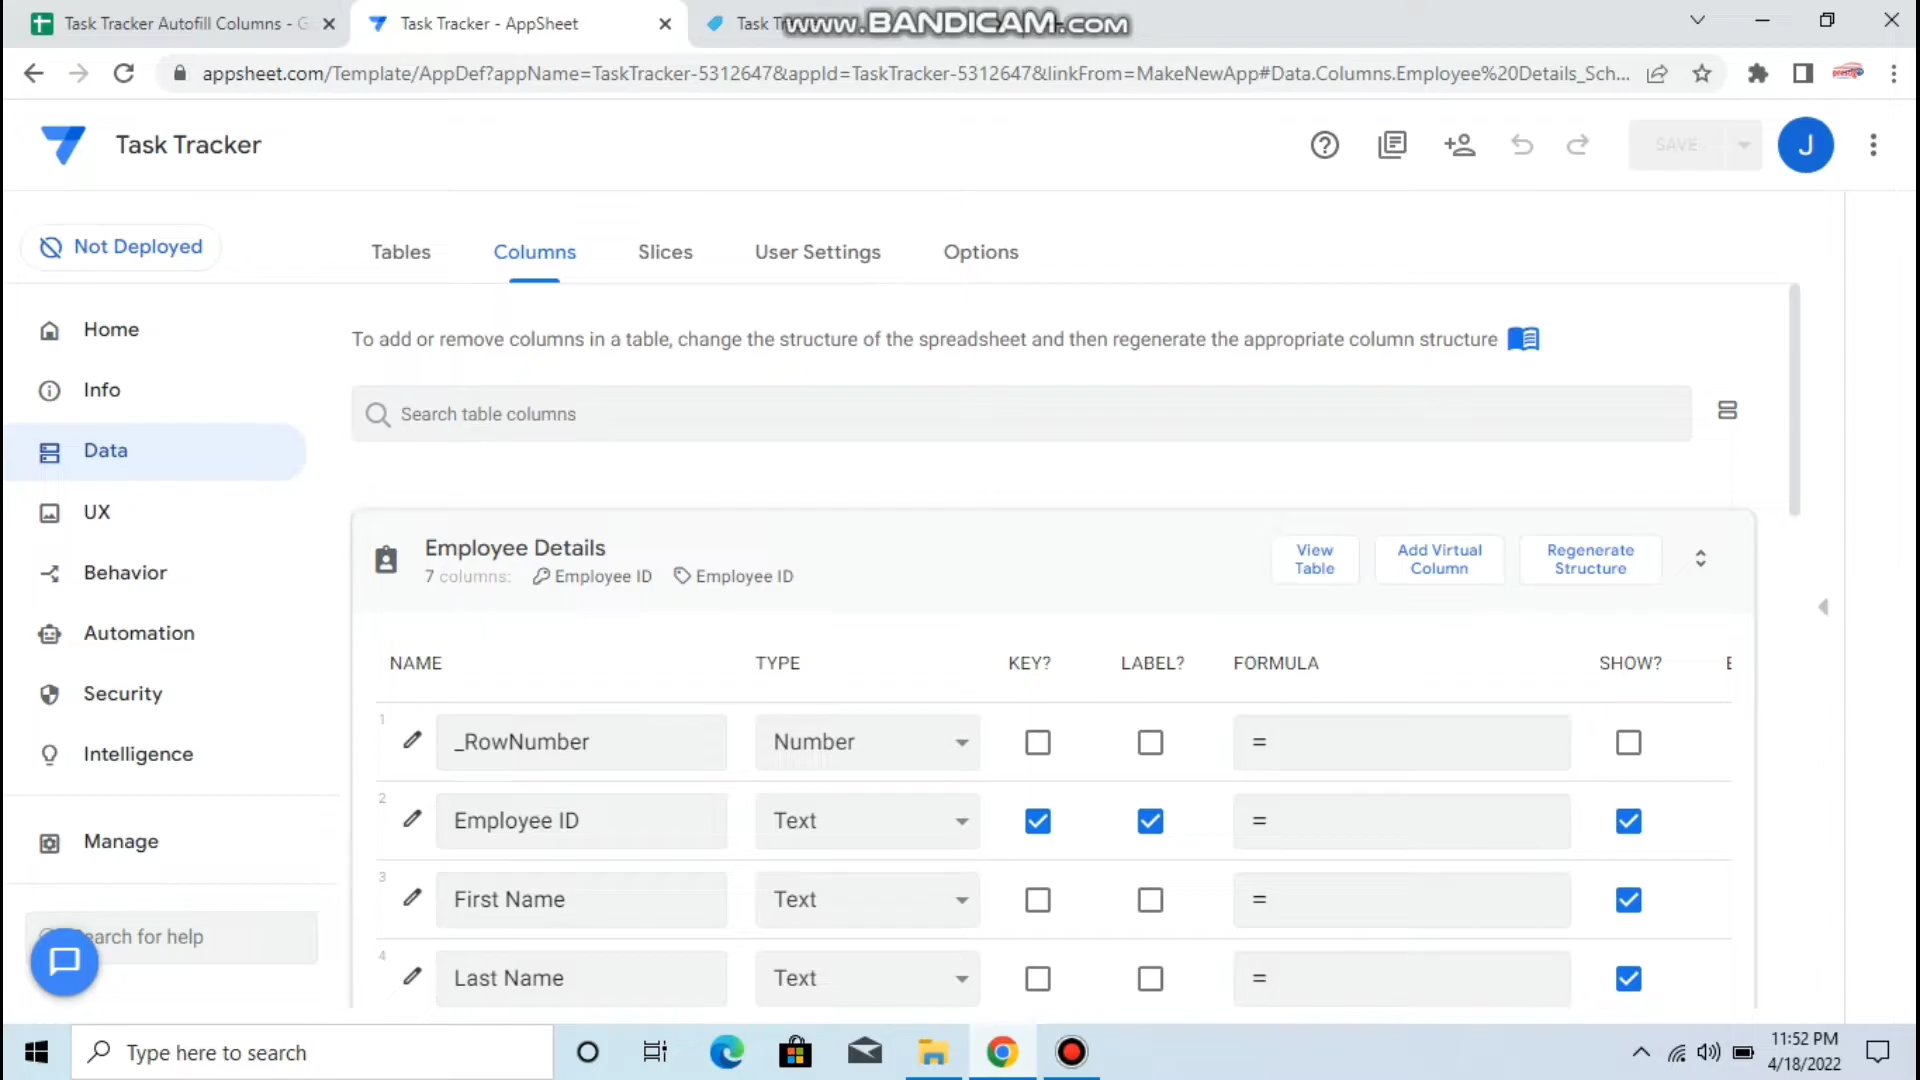 Task Tracker Autofill Columns - G
Task Tracker - AppSheet
Task
www.BANDICAM.com
appsheet.com/Template/AppDef?appName=TaskTracker-5312647&appId=TaskTracker-5312647&linkFrom=MakeNewApp#Data.Columns.Employee%20Details_Sch...
Task Tracker
SAVE
J
Not Deployed
Tables
Columns
Slices
User Settings
Options
Home
Info
Data
UX
Behavior
Automation
Security
Intelligence
Manage
earch for help
To add or remove columns in a table, change the structure of the spreadsheet and then regenerate the appropriate column structure
Search table columns
Employee Details
7 columns: Employee ID Employee ID
View
Table
Add Virtual
Column
Regenerate
Structure
NAME TYPE KEY? LABEL? FORMULA SHOW?
1 _RowNumber Number =
2 Employee ID Text =
3 First Name Text =
4 Last Name Text =
Type here to search
11:52 PM
4/18/2022